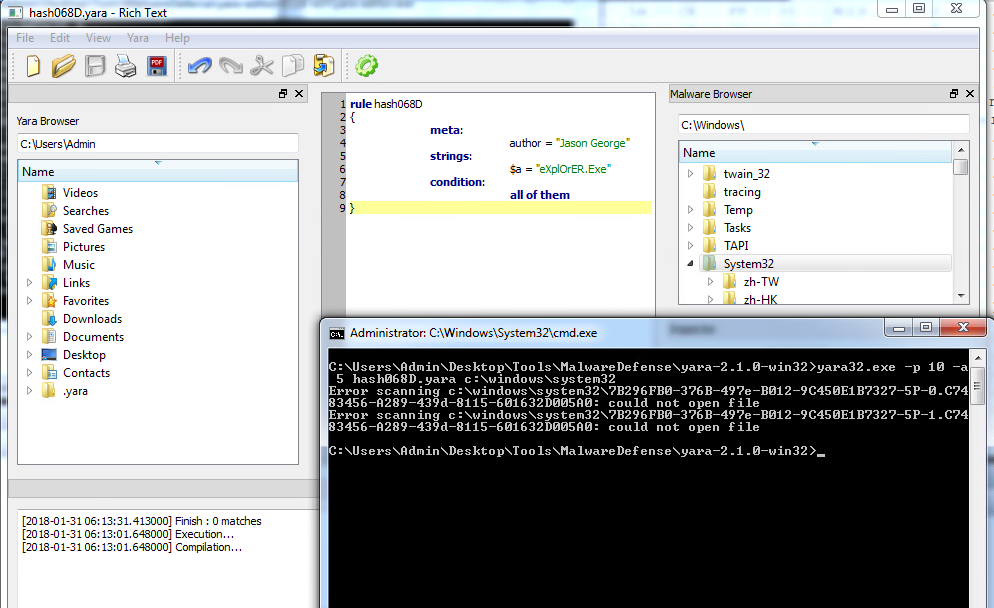 hash068D.yara - Rich Text
File Edit View Yara Help
PDF
Yara Browser
C:\Users\Admin
Name
Videos
Searches
Saved Games
Pictures
Music
Links
Favorites
Downloads
Documents
Desktop
Contacts
.yara
1 rule hash068D
2 {
3 meta:
4 author = "Jason George"
5 strings:
6 $a = "eXplOrER.Exe"
7 condition:
8 all of them
9 }
Malware Browser
C:\Windows\
Name
twain_32
tracing
Temp
Tasks
TAPI
System32
zh-TW
zh-HK
Inspector
Administrator: C:\Windows\System32\cmd.exe
C:\Users\Admin\Desktop\Tools\MalwareDefense\yara-2.1.0-win32>yara32.exe -p 10 -a
5 hash068D.yara c:\windows\system32
Error scanning c:\windows\system32\7B296FB0-376B-497e-B012-9C450E1B7327-5P-0.C74
83456-A289-439d-8115-601632D005A0: could not open file
Error scanning c:\windows\system32\7B296FB0-376B-497e-B012-9C450E1B7327-5P-1.C74
83456-A289-439d-8115-601632D005A0: could not open file
C:\Users\Admin\Desktop\Tools\MalwareDefense\yara-2.1.0-win32>_
[2018-01-31 06:13:31.413000] Finish : 0 matches
[2018-01-31 06:13:01.648000] Execution...
[2018-01-31 06:13:01.648000] Compilation...